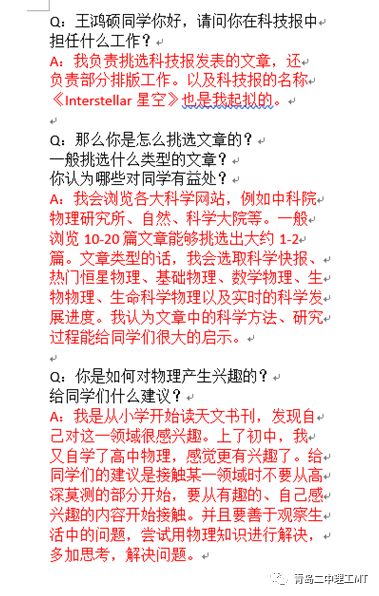 Q：王鸿硕同学你好，请问你在科技报中
担任什么工作？
A：我负责挑选科技报发表的文章，还
负责部分排版工作。以及科技报的名称
《Interstellar 星空》也是我起拟的。
Q：那么你是怎么挑选文章的？
一般挑选什么类型的文章？
你认为哪些对同学有益处？
A：我会浏览各大科学网站，例如中科院
物理研究所、自然、科学大院等。一般
浏览 10-20 篇文章能够挑选出大约 1-2
篇。文章类型的话，我会选取科学快报、
热门恒星物理、基础物理、数学物理、生
物物理、生命科学物理以及实时的科学发
展进度。我认为文章中的科学方法、研究
过程能给同学们很大的启示。
Q：你是如何对物理产生兴趣的？
给同学们什么建议？
A：我是从小学开始读天文书刊，发现自
己对这一领域很感兴趣。上了初中，我
又自学了高中物理，感觉更有兴趣了。给
同学们的建议是接触某一领域时不要从高
深莫测的部分开始，要从有趣的、自己感
兴趣的内容开始接触。并且要善于观察生
活中的问题，尝试用物理知识进行解决，
多加思考，解决问题。
青岛二中理工MT